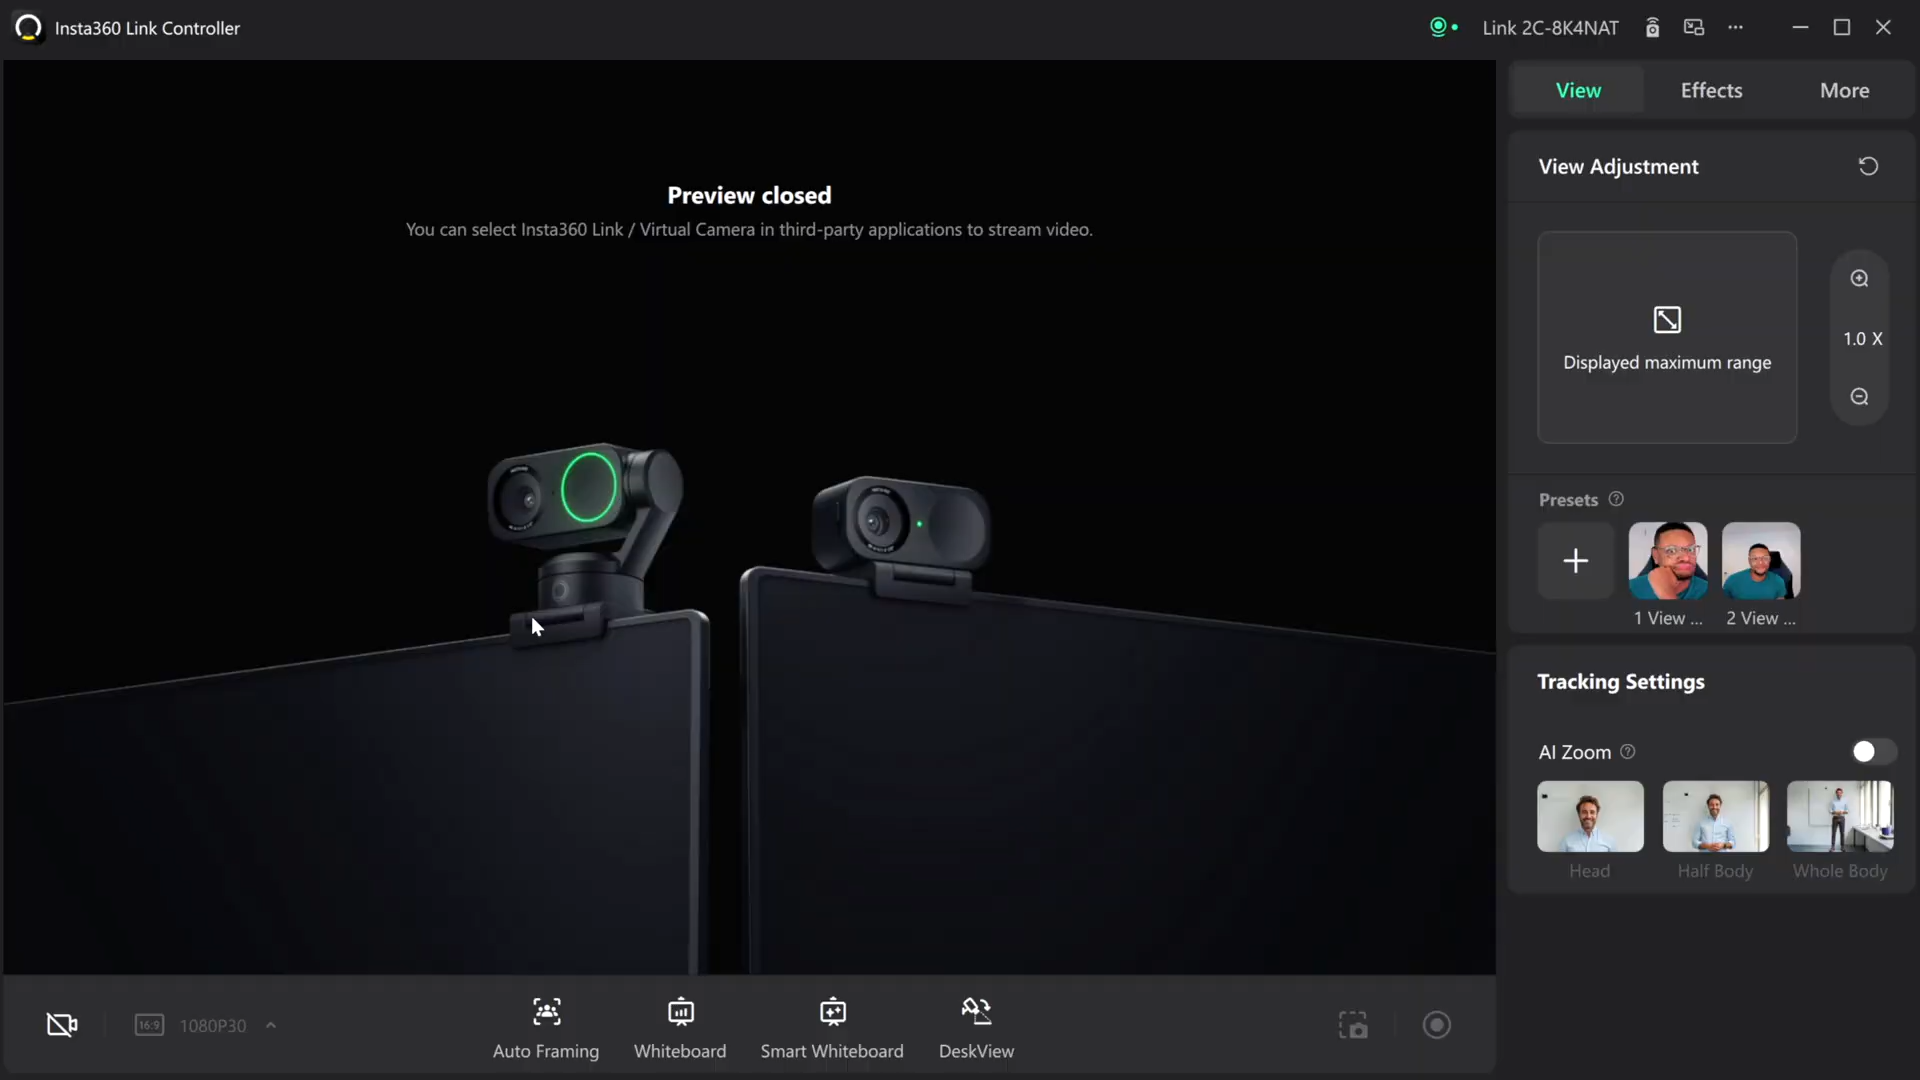 Insta360 Link Controller
Link 2C-8K4NAT
View
Effects
More
Preview closed
You can select Insta360 Link / Virtual Camera in third-party applications to stream video.
View Adjustment
Displayed maximum range
1.0 X
Presets
1 View ...
2 View ...
Tracking Settings
AI Zoom
Head
Half Body
Whole Body
16:9
1080P30
Auto Framing
Whiteboard
Smart Whiteboard
DeskView